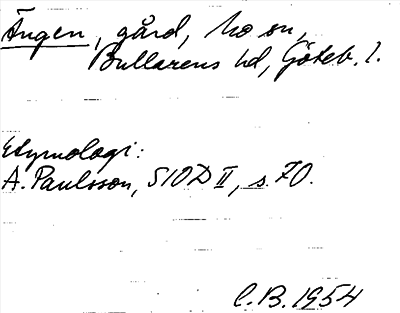 Ängen, gård, Mo sn,
Bullarens hd, Göteb. l.
Etymologi:
A. Paulsson, SIOD II, s. 70.
C.B. 1954